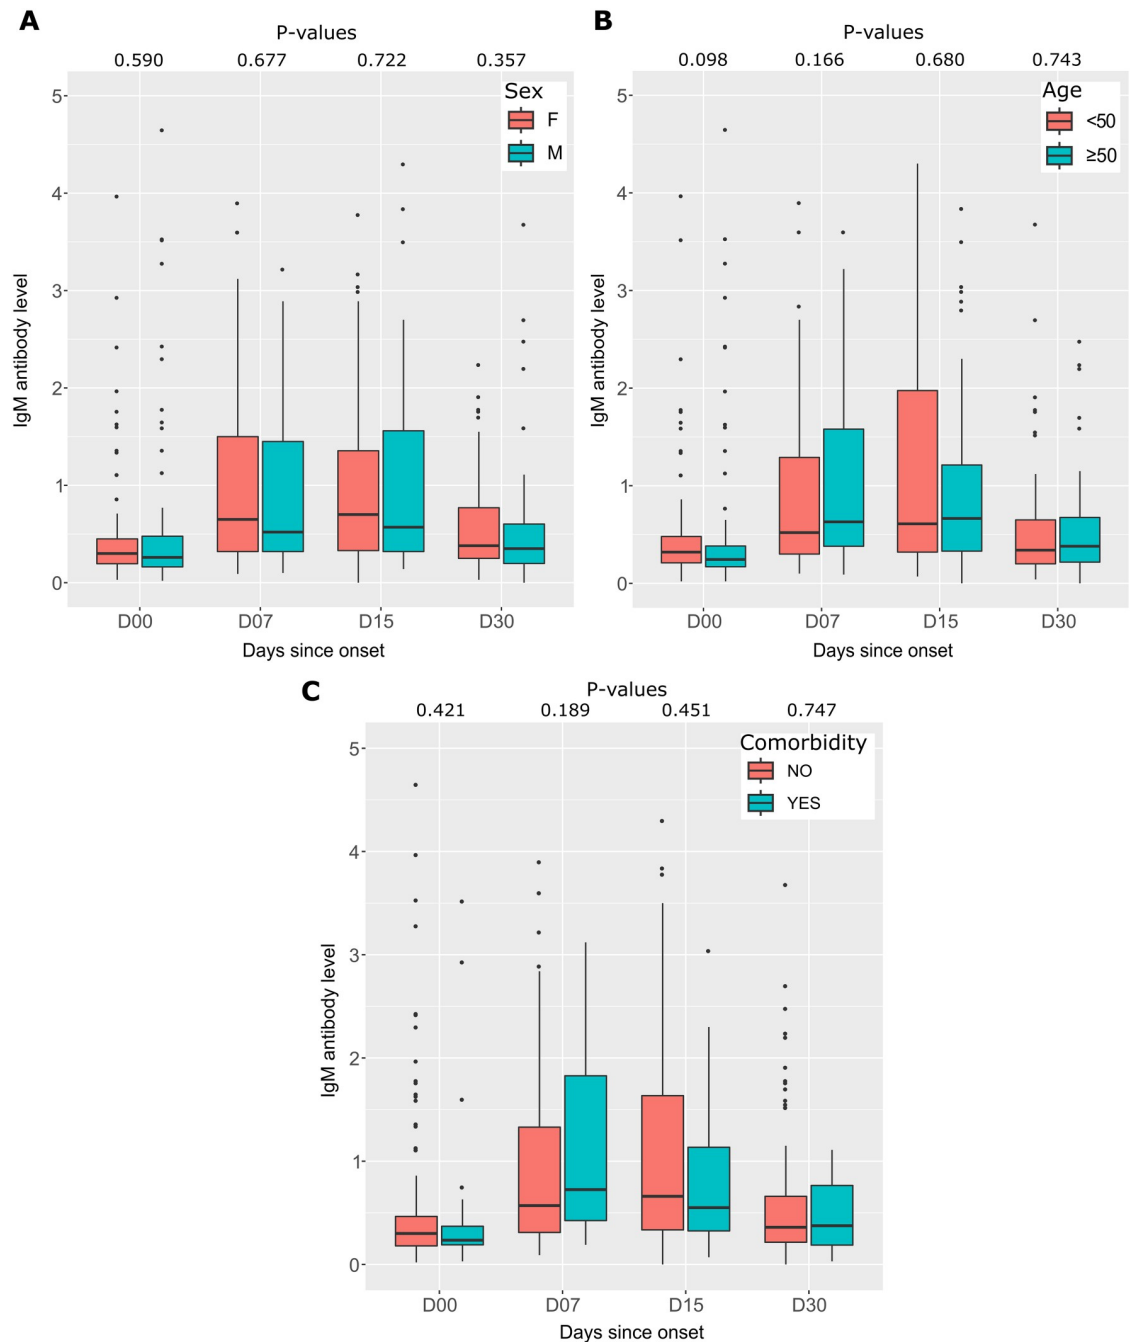 A
P-values
0.590 0.677 0.722 0.357
Sex
F
M
5
4
3
2
1
0
IgM antibody level
D00 D07 D15 D30
Days since onset
B
P-values
0.098 0.166 0.680 0.743
Age
<50
≥50
5
4
3
2
1
0
IgM antibody level
D00 D07 D15 D30
Days since onset
C
P-values
0.421 0.189 0.451 0.747
Comorbidity
NO
YES
5
4
3
2
1
0
IgM antibody level
D00 D07 D15 D30
Days since onset